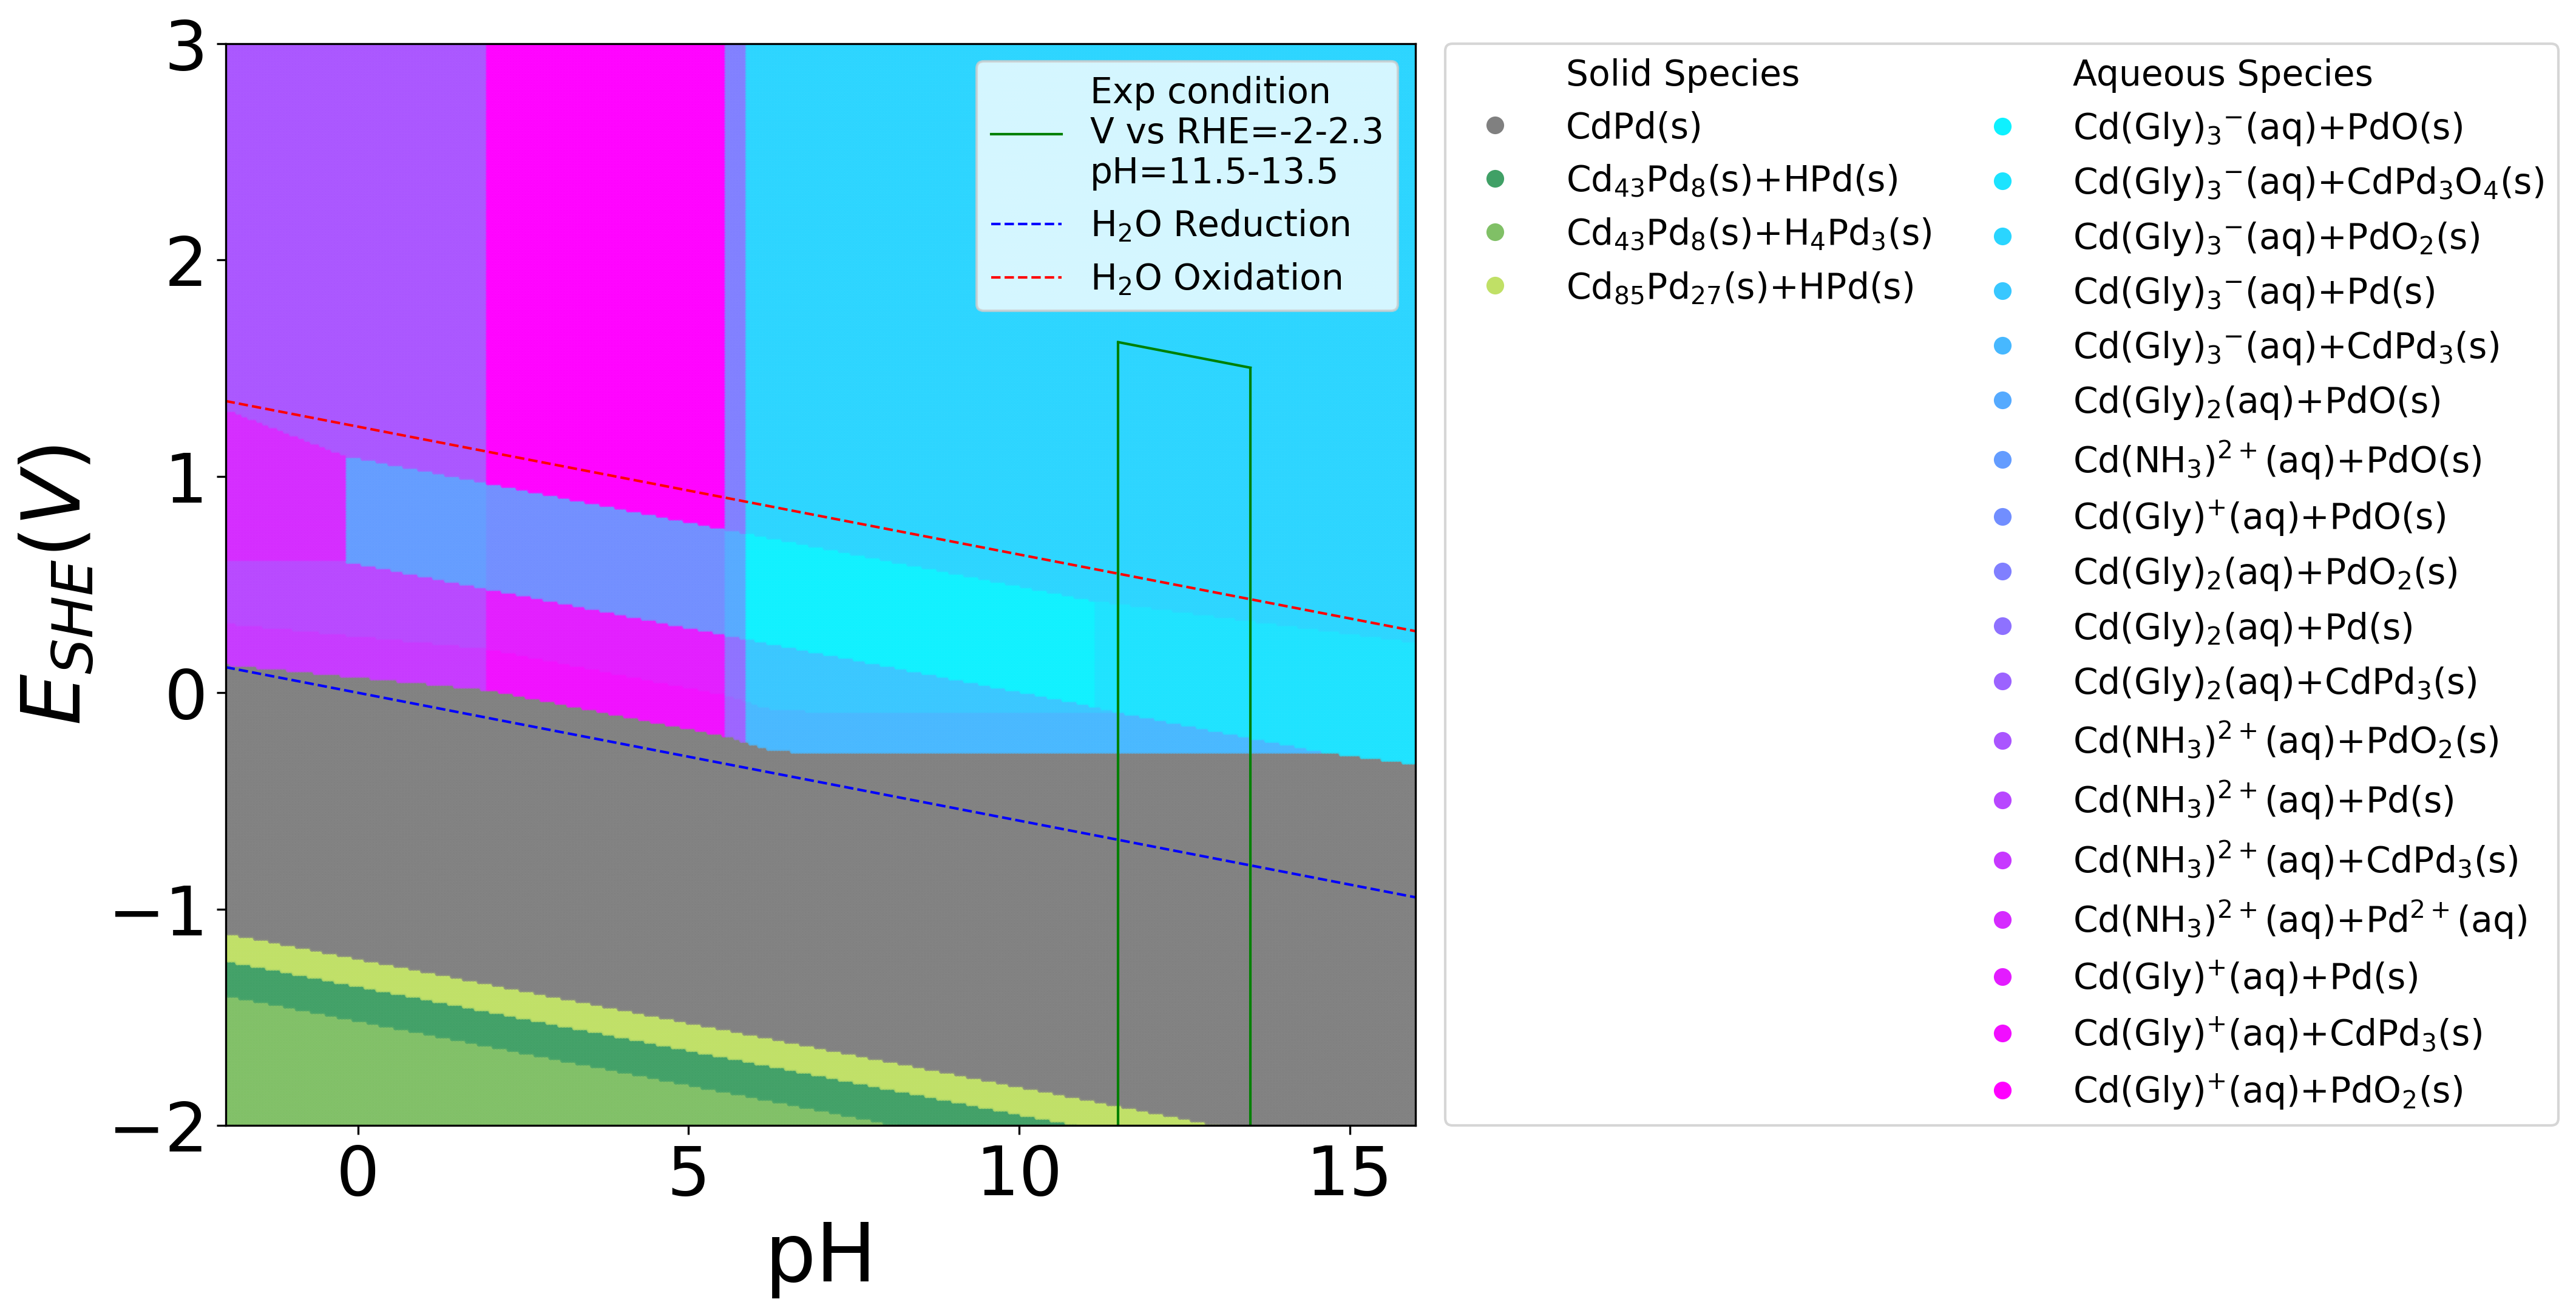 3
2
1
0
−1
−2
E_{SHE}(V)
0
5
10
15
pH
Exp condition
V vs RHE=-2-2.3
pH=11.5-13.5
H₂O Reduction
H₂O Oxidation
Solid Species
CdPd(s)
Cd₄₃Pd₈(s)+HPd(s)
Cd₄₃Pd₈(s)+H₄Pd₃(s)
Cd₈₅Pd₂₇(s)+HPd(s)
Aqueous Species
Cd(Gly)₃⁻(aq)+PdO(s)
Cd(Gly)₃⁻(aq)+CdPd₃O₄(s)
Cd(Gly)₃⁻(aq)+PdO₂(s)
Cd(Gly)₃⁻(aq)+Pd(s)
Cd(Gly)₃⁻(aq)+CdPd₃(s)
Cd(Gly)₂(aq)+PdO(s)
Cd(NH₃)²⁺(aq)+PdO(s)
Cd(Gly)⁺(aq)+PdO(s)
Cd(Gly)₂(aq)+PdO₂(s)
Cd(Gly)₂(aq)+Pd(s)
Cd(Gly)₂(aq)+CdPd₃(s)
Cd(NH₃)²⁺(aq)+PdO₂(s)
Cd(NH₃)²⁺(aq)+Pd(s)
Cd(NH₃)²⁺(aq)+CdPd₃(s)
Cd(NH₃)²⁺(aq)+Pd²⁺(aq)
Cd(Gly)⁺(aq)+Pd(s)
Cd(Gly)⁺(aq)+CdPd₃(s)
Cd(Gly)⁺(aq)+PdO₂(s)